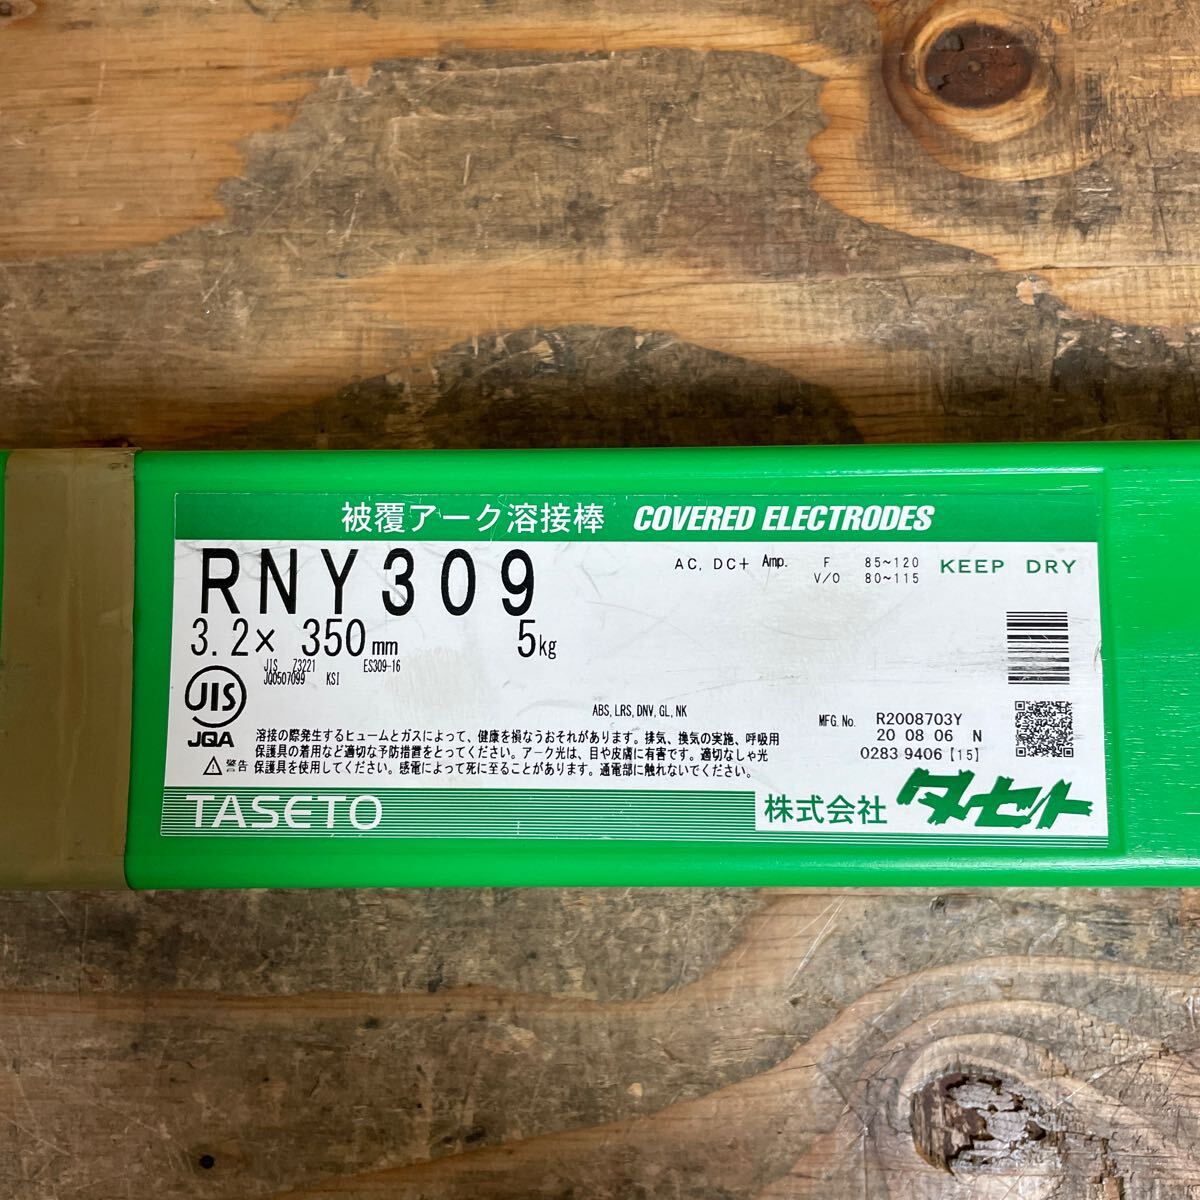 被覆アーク溶接棒 COVERED ELECTRODES
RNY309
AC, DC+ Amp. F 85~120
V/O 80~115
KEEP DRY
3.2× 350mm 5kg
JIS Z3221 ES309-16
JQ0507099 KSI
JIS
JQA
ABS, LRS, DNV, GL, NK
MFG. No. R2008703Y
20 08 06 N
0283 9406 [15]
溶接の際発生するヒュームとガスによって、健康を損なうおそれがあります。排気、換気の実施、呼吸用
保護具の着用など適切な予防措置をとってください。アーク光は、目や皮膚に有害です。適切なしゃ光
警告 保護具を使用してください。感電によって死に至ることがあります。通電部に触れないでください。
TASETO
株式会社 タセト